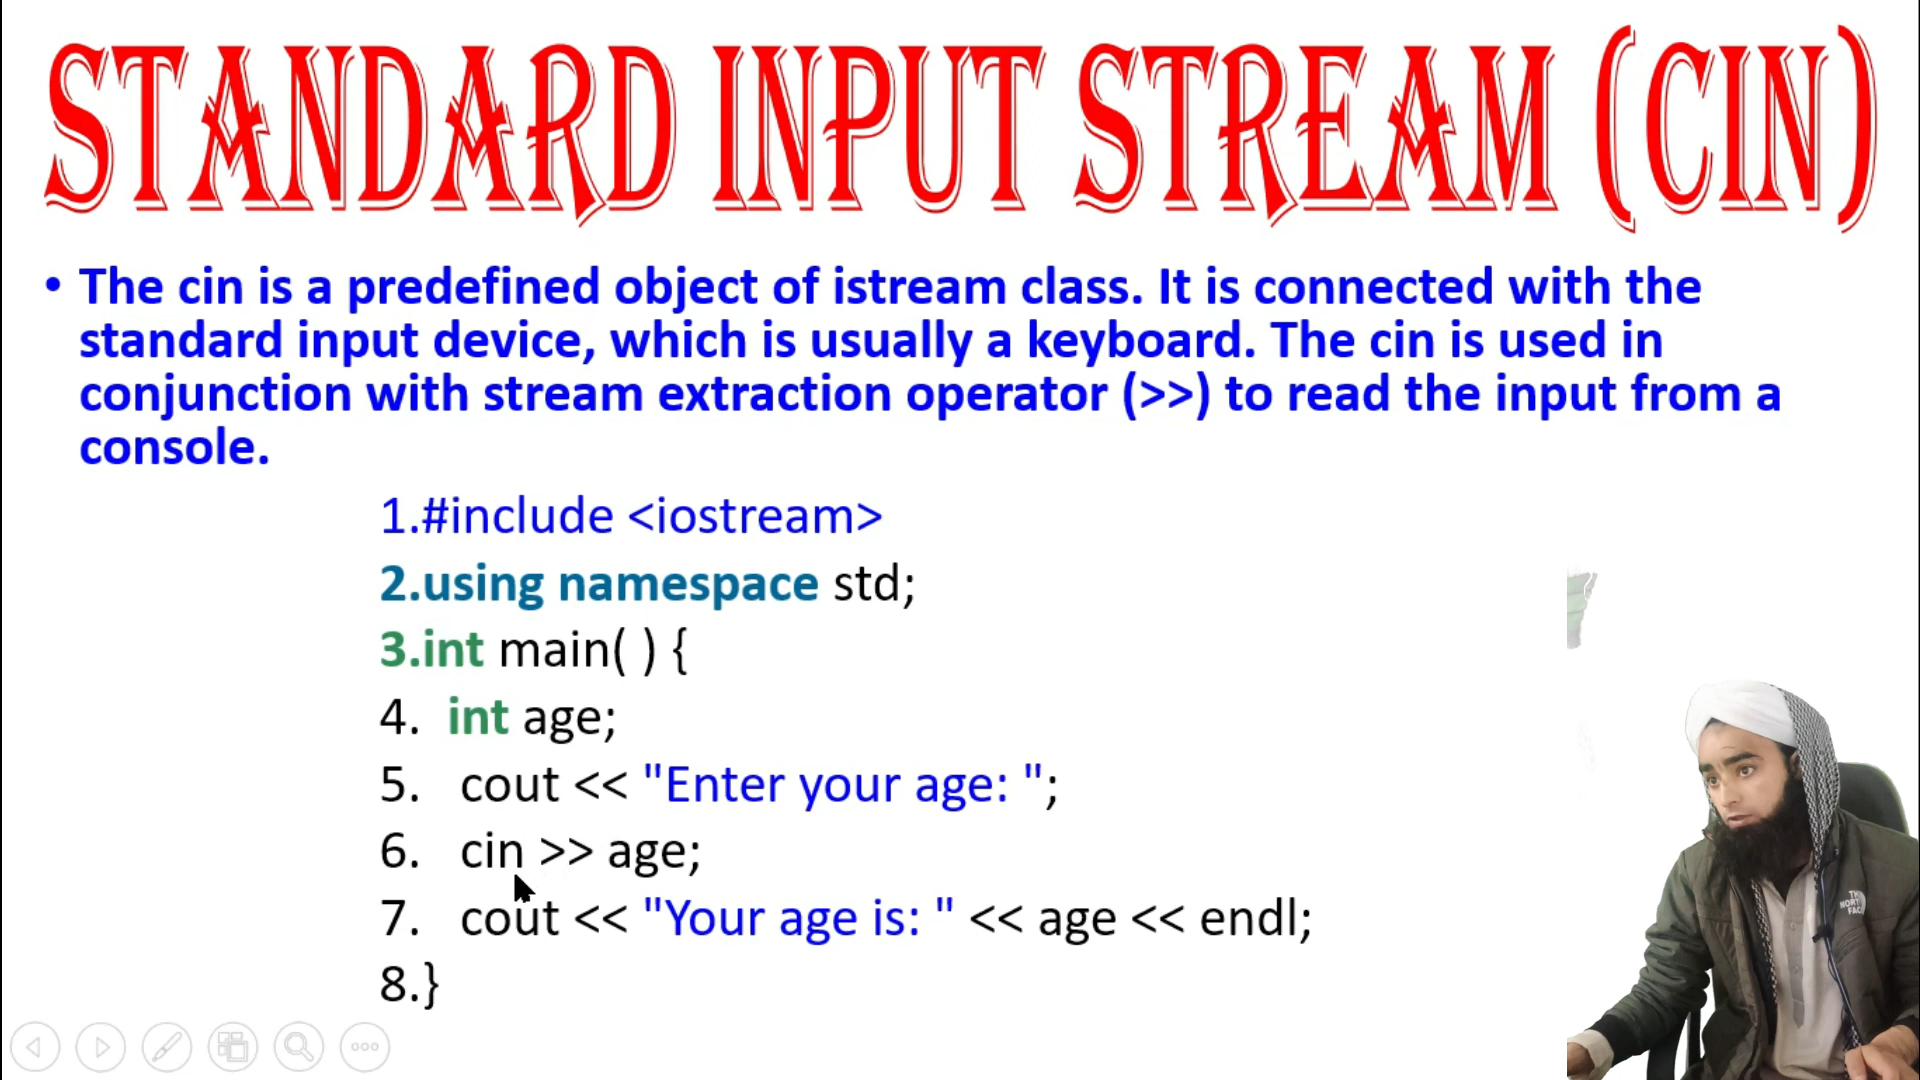 STANDARD INPUT STREAM (CIN)
• The cin is a predefined object of istream class. It is connected with the
standard input device, which is usually a keyboard. The cin is used in
conjunction with stream extraction operator (>>) to read the input from a
console.
1.#include <iostream>
2.using namespace std;
3.int main( ) {
4. int age;
5. cout << "Enter your age: ";
6. cin >> age;
7. cout << "Your age is: " << age << endl;
8.}
THE
NORTH
FACE